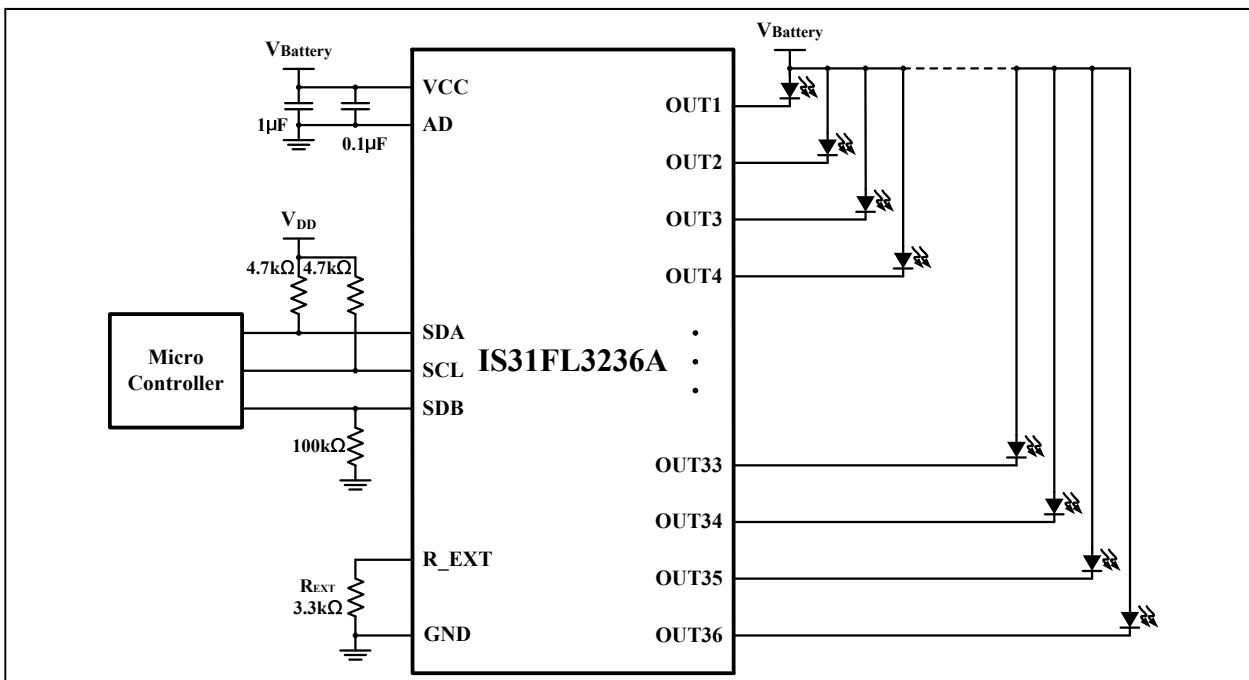 VBattery
VCC
1µF
0.1µF
AD
VDD
4.7kΩ 4.7kΩ
Micro
Controller
SDA
SCL
SDB
100kΩ
REXT
3.3kΩ
R_EXT
GND
IS31FL3236A
VBattery
OUT1
OUT2
OUT3
OUT4
OUT33
OUT34
OUT35
OUT36